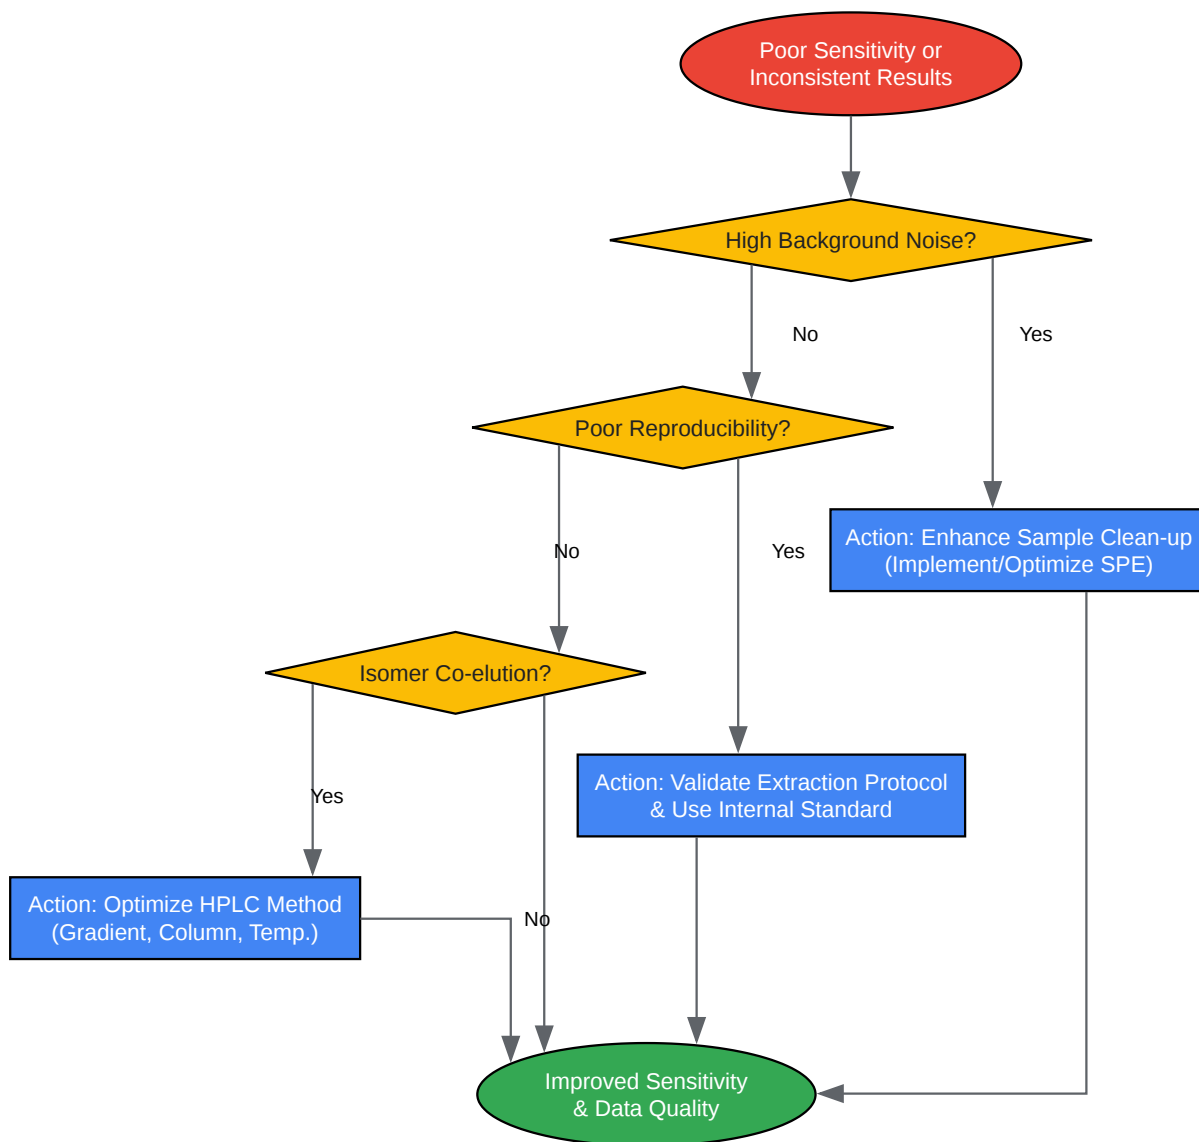 Poor Sensitivity or
Inconsistent Results
High Background Noise?
No
Yes
Poor Reproducibility?
Action: Enhance Sample Clean-up
(Implement/Optimize SPE)
No
Yes
Isomer Co-elution?
Action: Validate Extraction Protocol
& Use Internal Standard
Yes
Action: Optimize HPLC Method
(Gradient, Column, Temp.)
No
Improved Sensitivity
& Data Quality